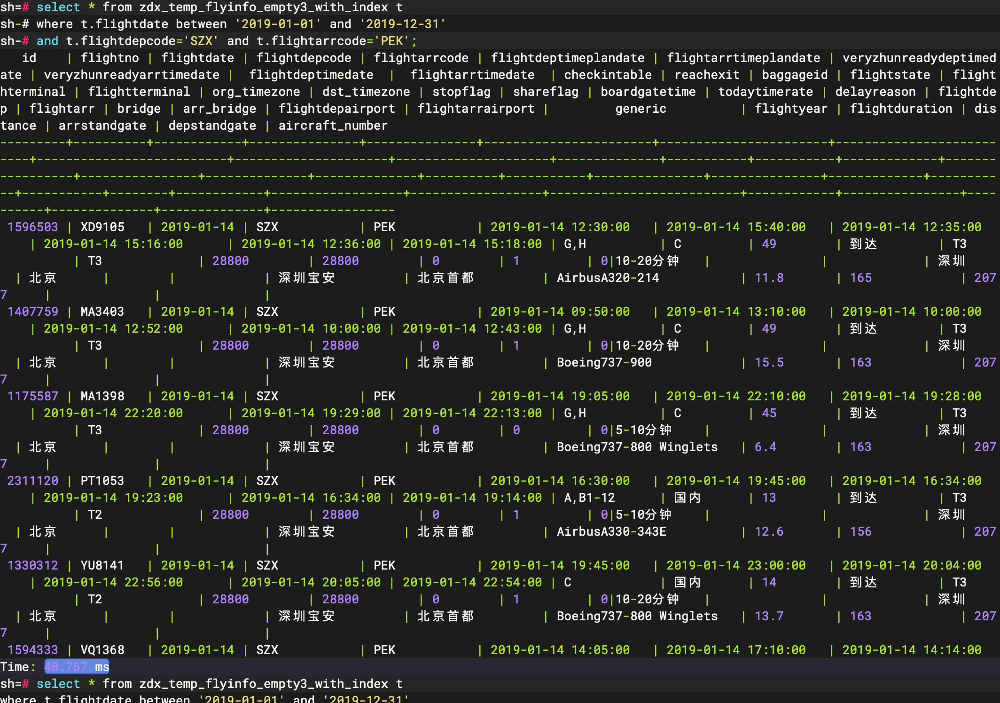 sh=# select * from zdx_temp_flyinfo_empty3_with_index t
sh-# where t.flightdate between '2019-01-01' and '2019-12-31'
sh-# and t.flightdepcode='SZX' and t.flightarrcode='PEK';
id | flightno | flightdate | flightdepcode | flightarrcode | flightdeptimeplandate | flightarrtimeplandate | veryzhunreadydeptimed
ate | veryzhunreadyarrtimedate | flightdeptimedate | flightarrtimedate | checkintable | reachexit | baggageid | flightstate | flight
hterminal | flightterminal | org_timezone | dst_timezone | stopflag | shareflag | boardgatetime | todaytimerate | delayreason | flightde
p | flightarr | bridge | arr_bridge | flightdepairport | flightarrairport | generic | flightyear | flightduration | dis
tance | arrstandgate | depstandgate | aircraft_number
---------+----------+------------+---------------+---------------+-----------------------+-----------------------+----------------------
----+--------------------------+---------------------+---------------------+--------------+-----------+-----------+-------------+-------
----------+----------------+--------------+--------------+----------+-----------+---------------+---------------+-------------+---------
--+-----------+--------+------------+------------------+------------------+--------------------------+------------+----------------+----
------+--------------+--------------+-----------------
1596503 | XD9105 | 2019-01-14 | SZX | PEK | 2019-01-14 12:30:00 | 2019-01-14 15:40:00 | 2019-01-14 12:35:00
| 2019-01-14 15:16:00 | 2019-01-14 12:36:00 | 2019-01-14 15:18:00 | G,H | C | 49 | 到达 | T3
| T3 | 28800 | 28800 | 0 | 1 | 0|10-20分钟 | | | 深圳
| 北京 | | | 深圳宝安 | 北京首都 | AirbusA320-214 | 11.8 | 165 | 207
7 | | |
1407759 | MA3403 | 2019-01-14 | SZX | PEK | 2019-01-14 09:50:00 | 2019-01-14 13:10:00 | 2019-01-14 10:00:00
| 2019-01-14 12:52:00 | 2019-01-14 10:00:00 | 2019-01-14 12:43:00 | G,H | C | 49 | 到达 | T3
| T3 | 28800 | 28800 | 0 | 1 | 0|10-20分钟 | | | 深圳
| 北京 | | | 深圳宝安 | 北京首都 | Boeing737-900 | 15.5 | 163 | 207
7 | | |
1175587 | MA1398 | 2019-01-14 | SZX | PEK | 2019-01-14 19:05:00 | 2019-01-14 22:10:00 | 2019-01-14 19:28:00
| 2019-01-14 22:20:00 | 2019-01-14 19:29:00 | 2019-01-14 22:13:00 | G,H | C | 45 | 到达 | T3
| T3 | 28800 | 28800 | 0 | 0 | 0|5-10分钟 | | | 深圳
| 北京 | | | 深圳宝安 | 北京首都 | Boeing737-800 Winglets | 6.4 | 163 | 207
7 | | |
2311120 | PT1053 | 2019-01-14 | SZX | PEK | 2019-01-14 16:30:00 | 2019-01-14 19:45:00 | 2019-01-14 16:34:00
| 2019-01-14 19:23:00 | 2019-01-14 16:34:00 | 2019-01-14 19:14:00 | A,B1-12 | 国内 | 13 | 到达 | T3
| T2 | 28800 | 28800 | 0 | 1 | 0|5-10分钟 | | | 深圳
| 北京 | | | 深圳宝安 | 北京首都 | AirbusA330-343E | 12.6 | 156 | 207
7 | | |
1330312 | YU8141 | 2019-01-14 | SZX | PEK | 2019-01-14 19:45:00 | 2019-01-14 23:00:00 | 2019-01-14 20:04:00
| 2019-01-14 22:56:00 | 2019-01-14 20:05:00 | 2019-01-14 22:54:00 | C | 国内 | 14 | 到达 | T3
| T2 | 28800 | 28800 | 0 | 1 | 0|10-20分钟 | | | 深圳
| 北京 | | | 深圳宝安 | 北京首都 | Boeing737-800 Winglets | 13.7 | 163 | 207
7 | | |
1594333 | VQ1368 | 2019-01-14 | SZX | PEK | 2019-01-14 14:05:00 | 2019-01-14 17:10:00 | 2019-01-14 14:14:00
Time: 40.767 ms
sh=# select * from zdx_temp_flyinfo_empty3_with_index t
where t.flightdate between '2019-01-01' and '2019-12-31'